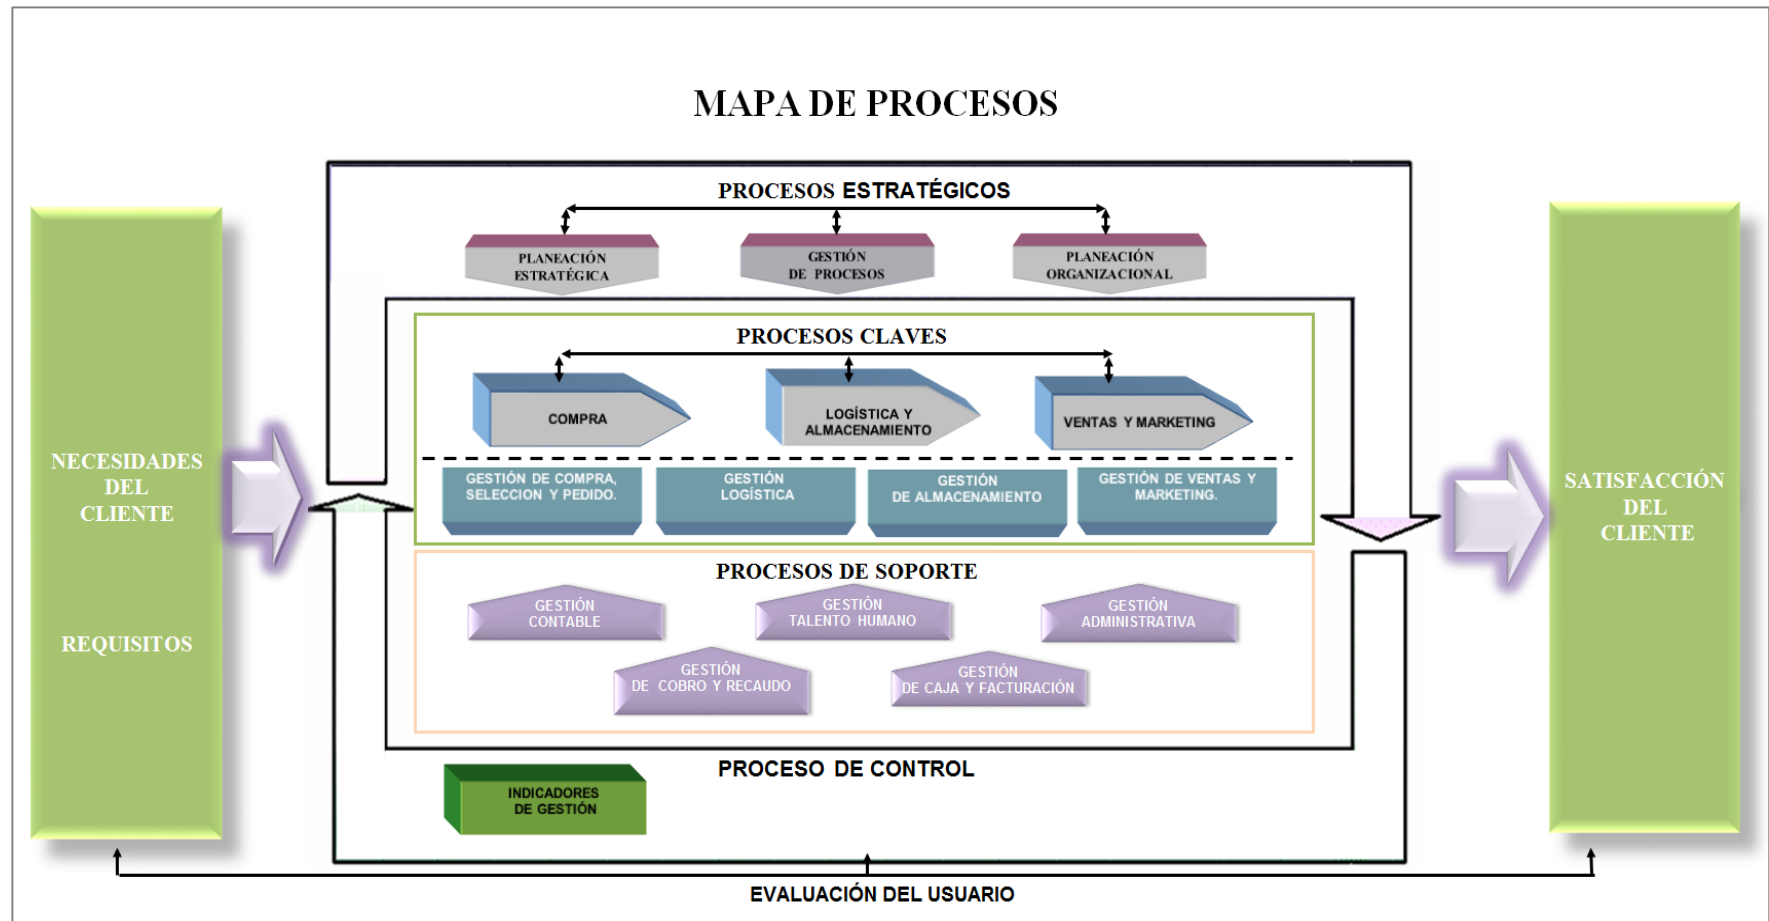 MAPA DE PROCESOS
PROCESOS ESTRATÉGICOS
PLANEACIÓN
ESTRATÉGICA
GESTIÓN
DE PROCESOS
PLANEACIÓN
ORGANIZACIONAL
PROCESOS CLAVES
COMPRA
LOGÍSTICA Y
ALMACENAMIENTO
VENTAS Y MARKETING
GESTIÓN DE COMPRA,
SELECCION Y PEDIDO.
GESTIÓN
LOGÍSTICA
GESTIÓN
DE ALMACENAMIENTO
GESTIÓN DE VENTAS Y
MARKETING.
NECESIDADES
DEL
CLIENTE
REQUISITOS
SATISFACCIÓN
DEL
CLIENTE
PROCESOS DE SOPORTE
GESTIÓN
CONTABLE
GESTIÓN
TALENTO HUMANO
GESTIÓN
ADMINISTRATIVA
GESTIÓN
DE COBRO Y RECAUDO
GESTIÓN
DE CAJA Y FACTURACIÓN
PROCESO DE CONTROL
INDICADORES
DE GESTIÓN
EVALUACIÓN DEL USUARIO